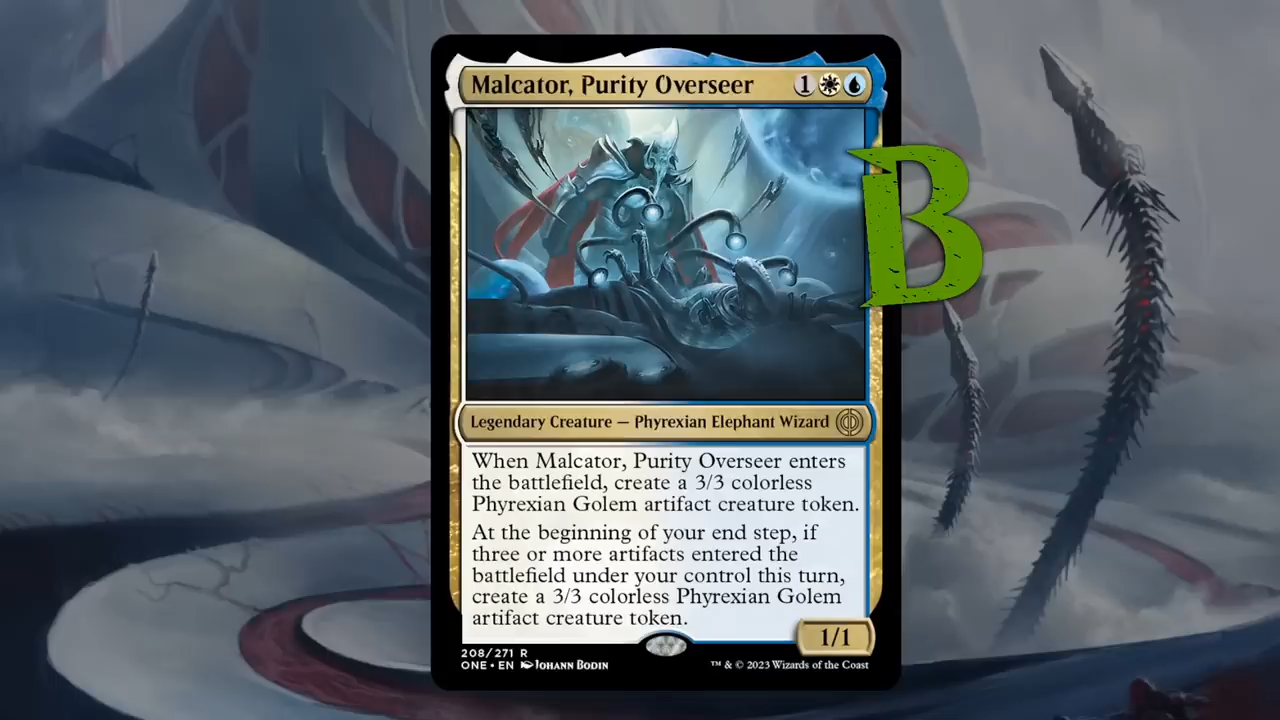 Malcator, Purity Overseer 1
B
Legendary Creature — Phyrexian Elephant Wizard
When Malcator, Purity Overseer enters
the battlefield, create a 3/3 colorless
Phyrexian Golem artifact creature token.
At the beginning of your end step, if
three or more artifacts entered the
battlefield under your control this turn,
create a 3/3 colorless Phyrexian Golem
artifact creature token.
1/1
208/271 R
ONE • EN Johann Bodin
™ & © 2023 Wizards of the Coast